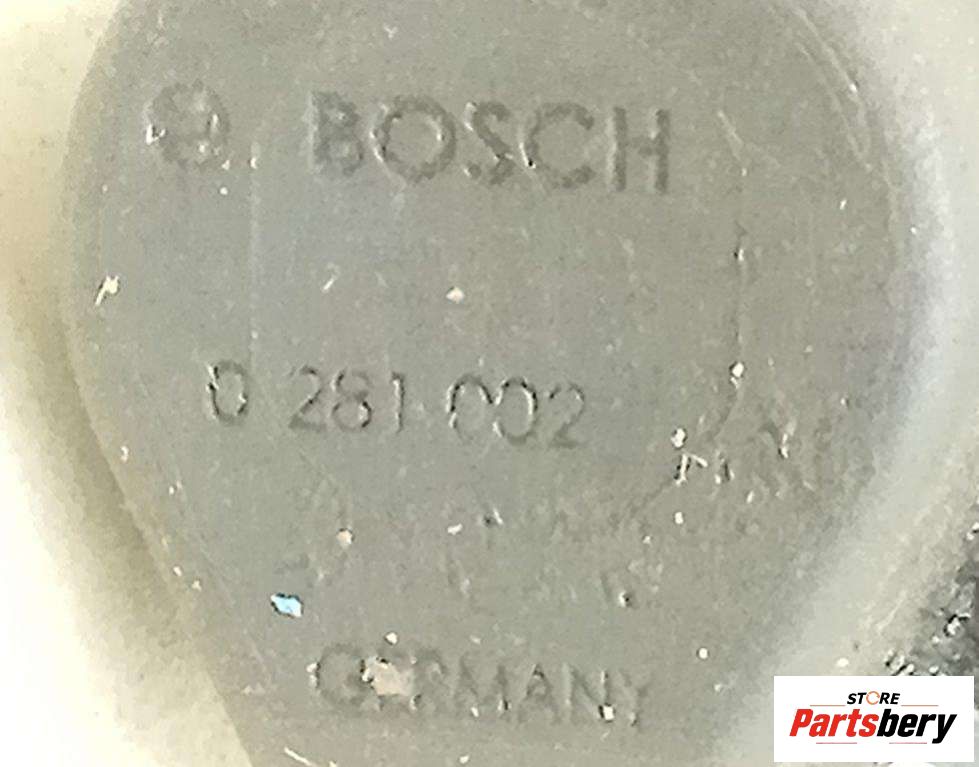 BOSCH
0 281 002
GERMANY
STORE
Partsbery